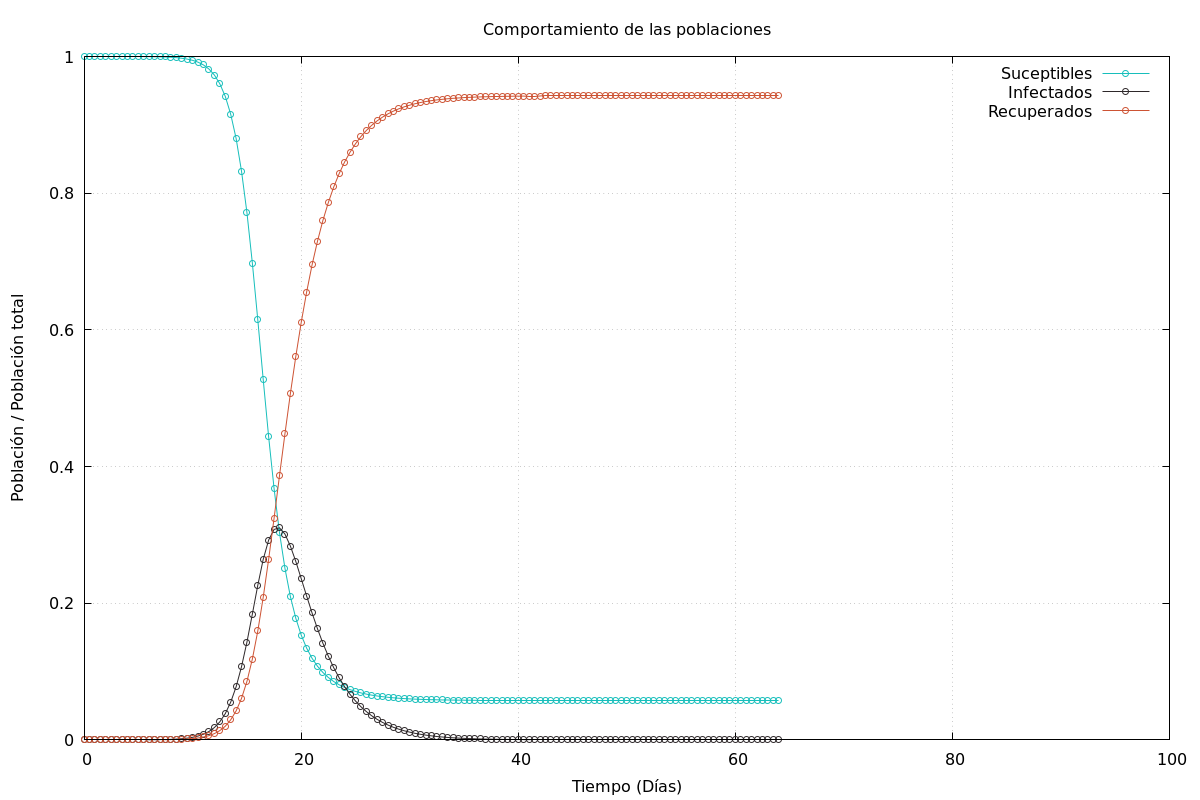 Comportamiento de las poblaciones
1
0.8
0.6
0.4
0.2
0
Población / Población total
Suceptibles
Infectados
Recuperados
0 20 40 60 80 100
Tiempo (Días)